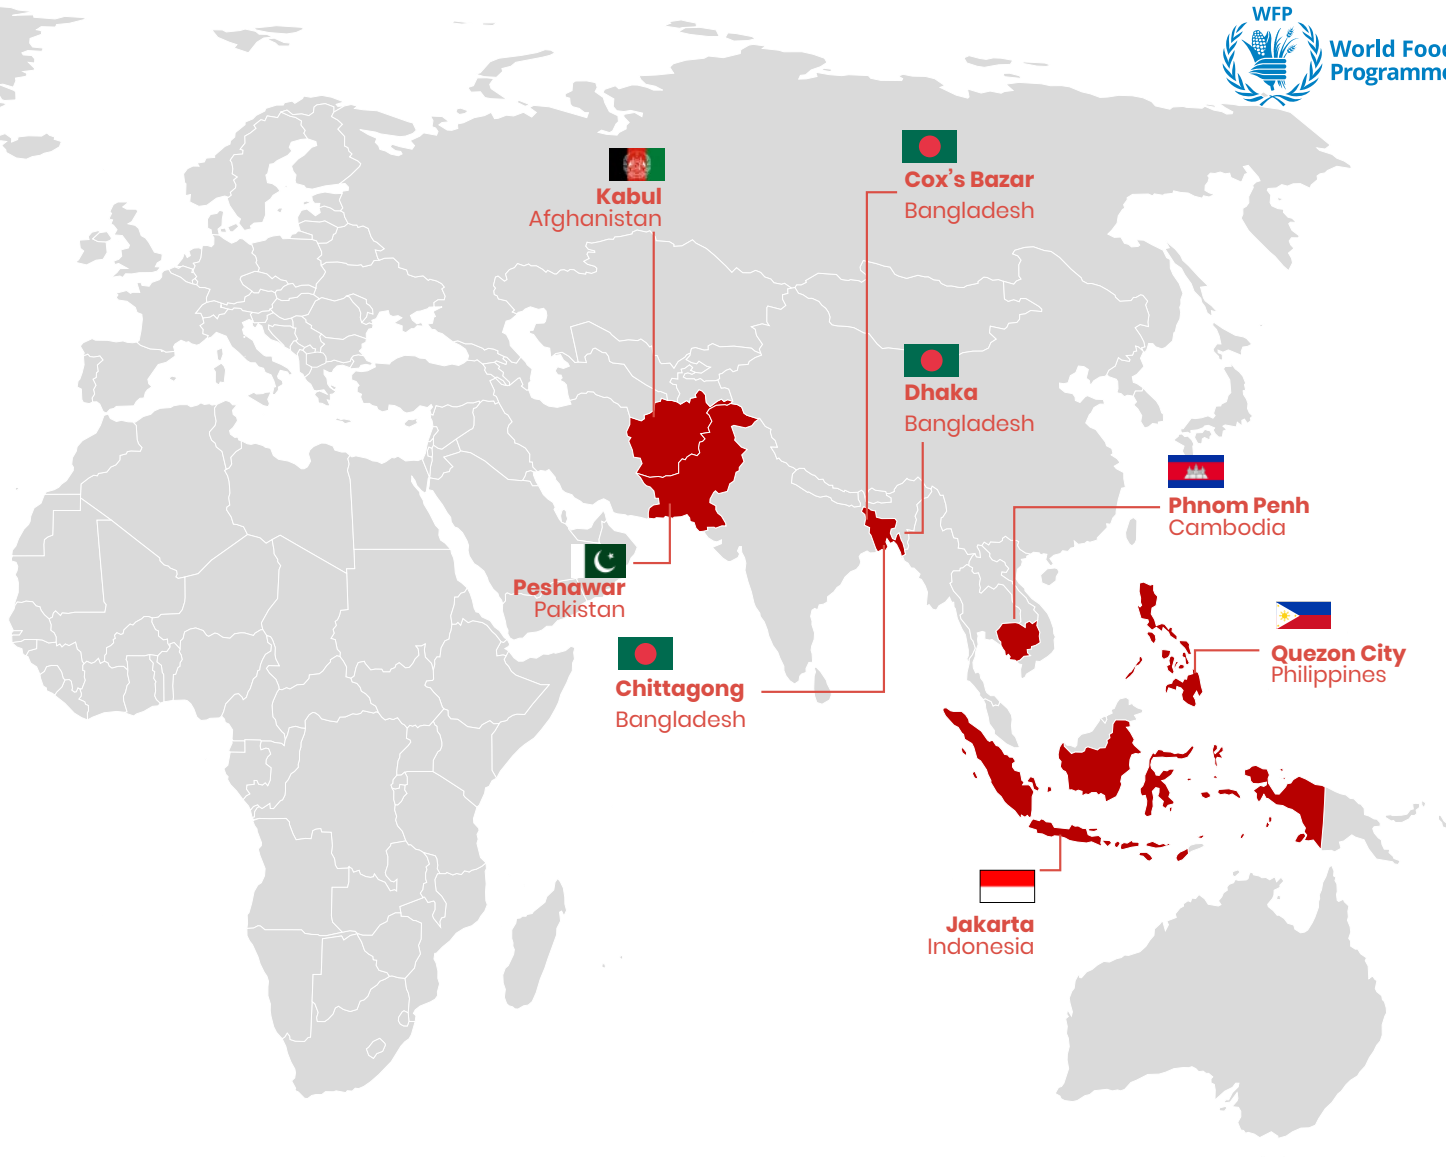 WFP
World Food
Programme
Kabul
Afghanistan
Cox's Bazar
Bangladesh
Dhaka
Bangladesh
Phnom Penh
Cambodia
Peshawar
Pakistan
Quezon City
Philippines
Chittagong
Bangladesh
Jakarta
Indonesia